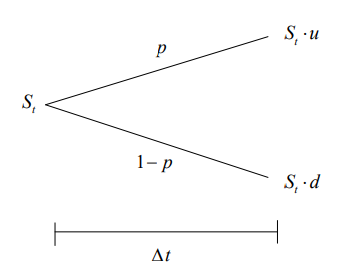 p
S_t · u
S_t
1 − p
S_t · d
Δt